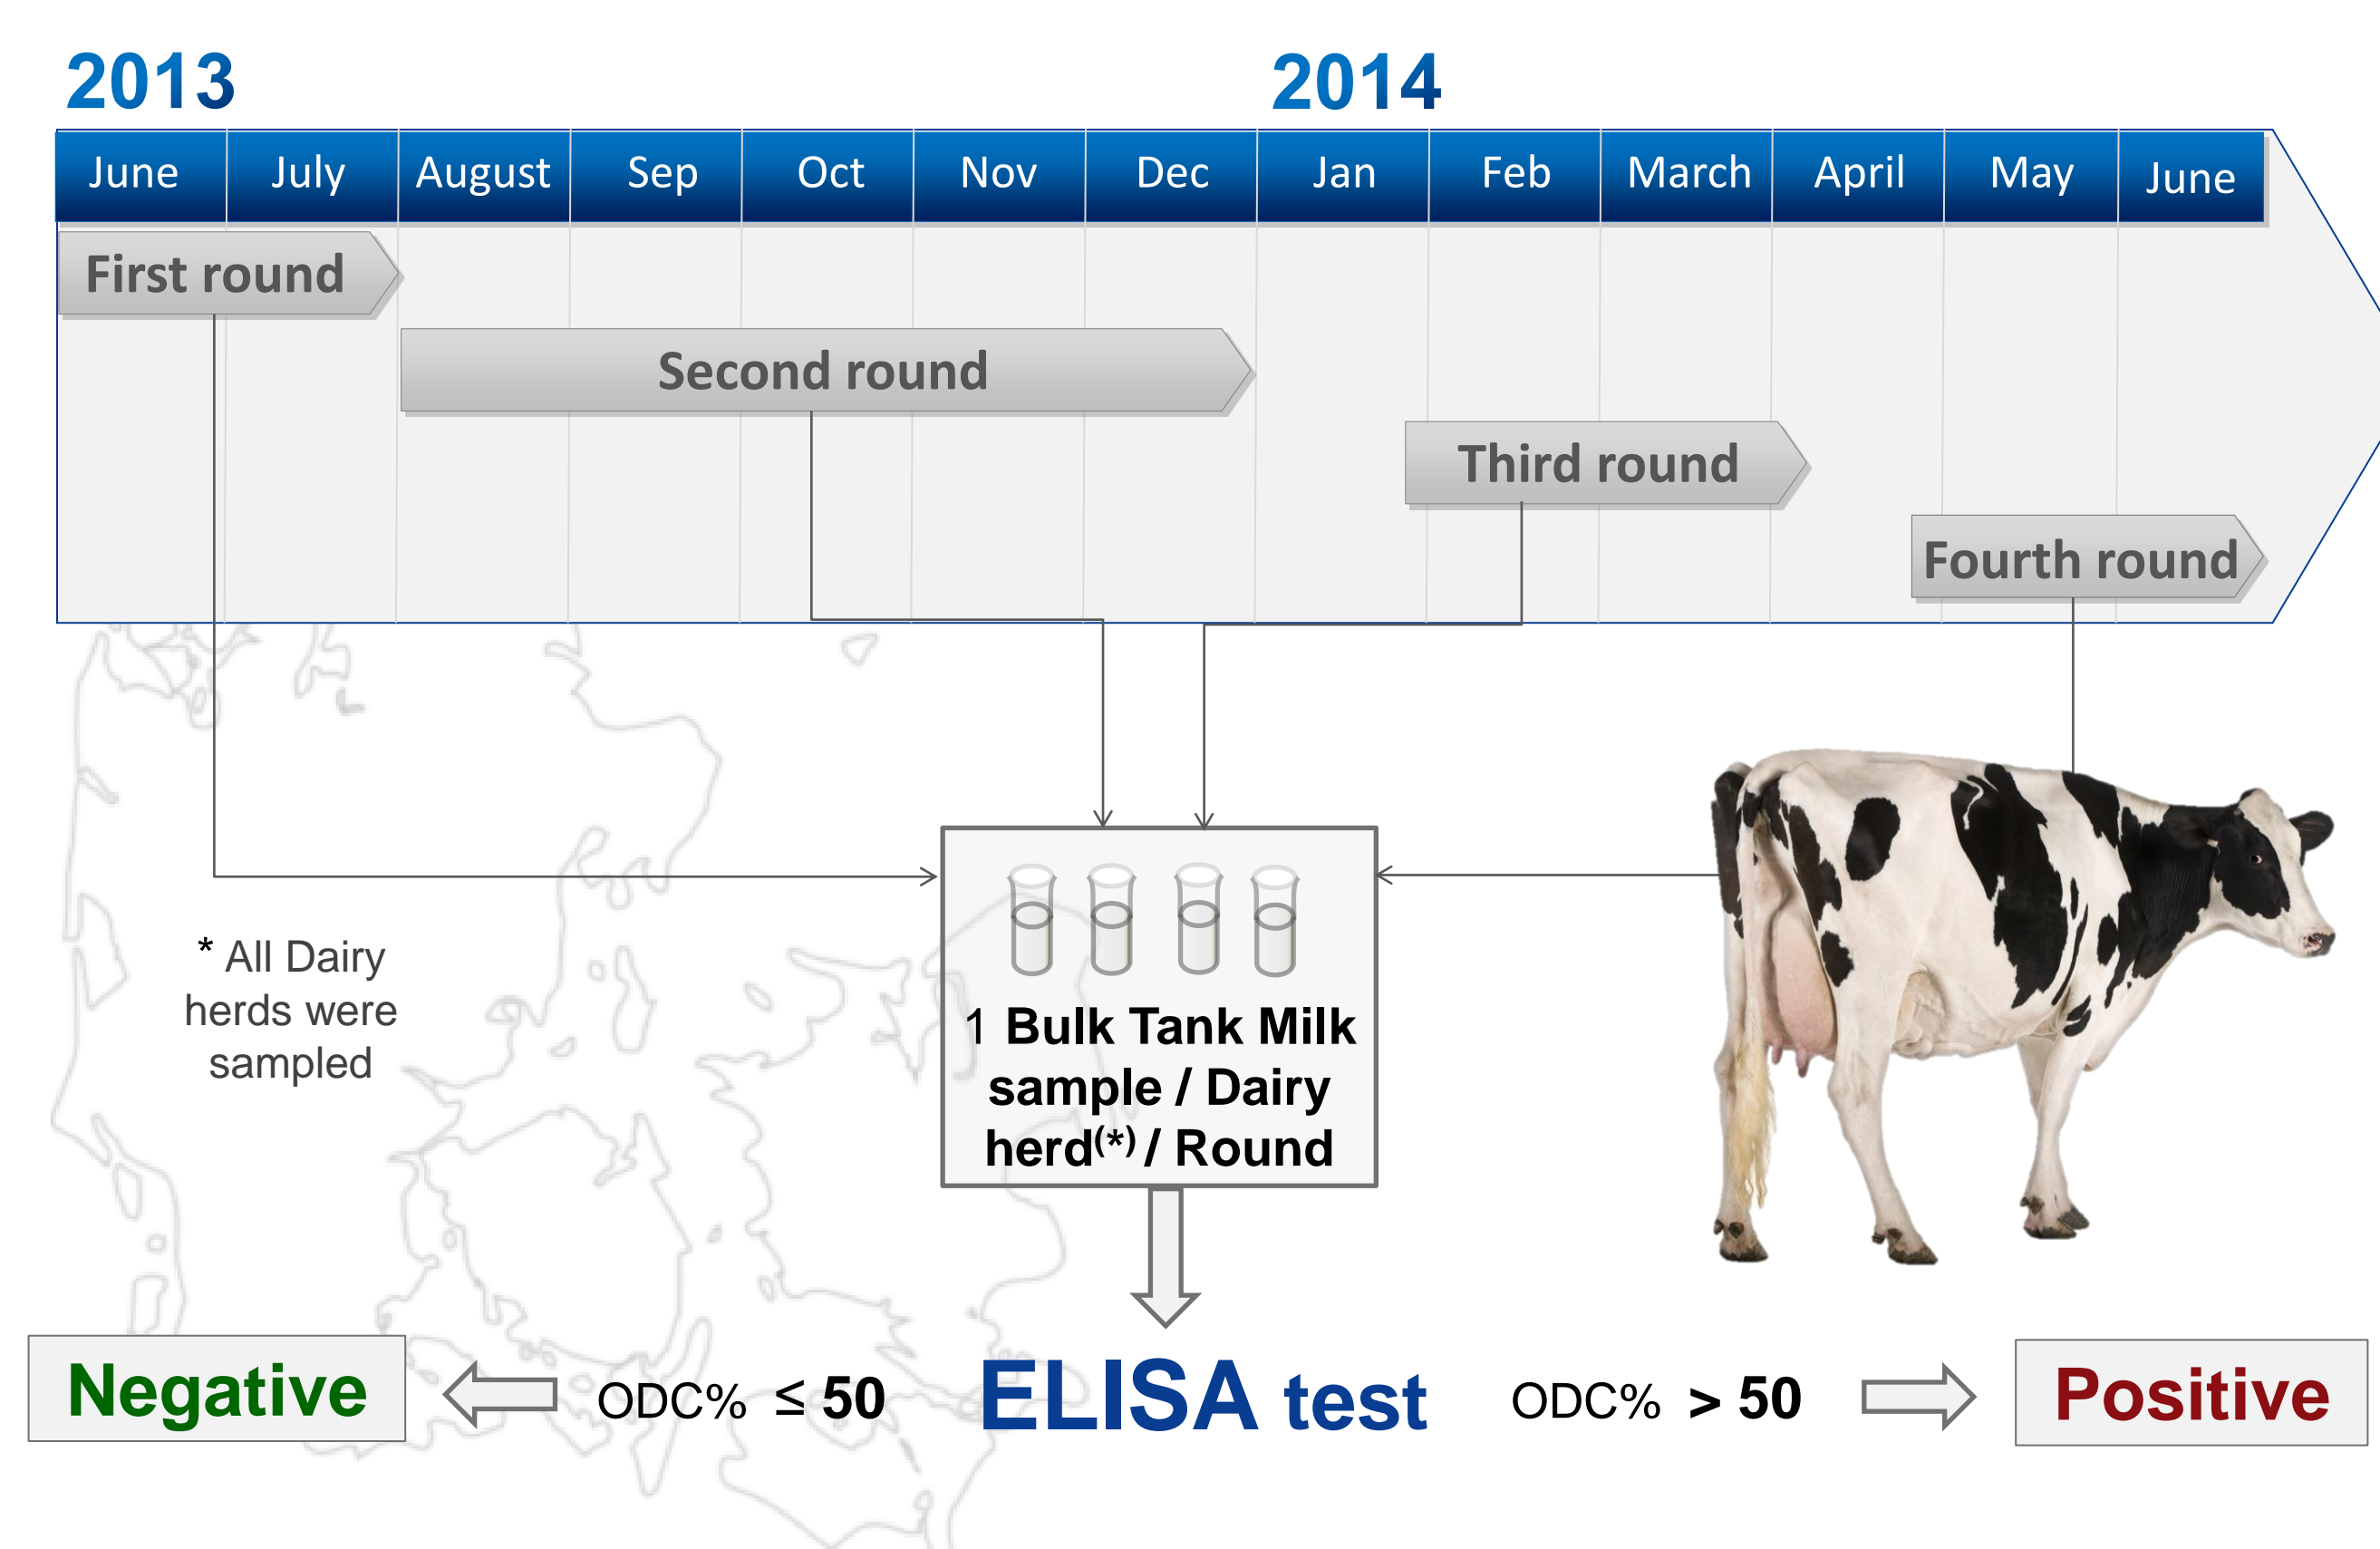 2013 2014
June July August Sep Oct Nov Dec Jan Feb March April May June
First round
Second round
Third round
Fourth round
* All Dairy
herds were
sampled
1 Bulk Tank Milk
sample / Dairy
herd(*) / Round
Negative ODC% ≤ 50 ELISA test ODC% > 50 Positive